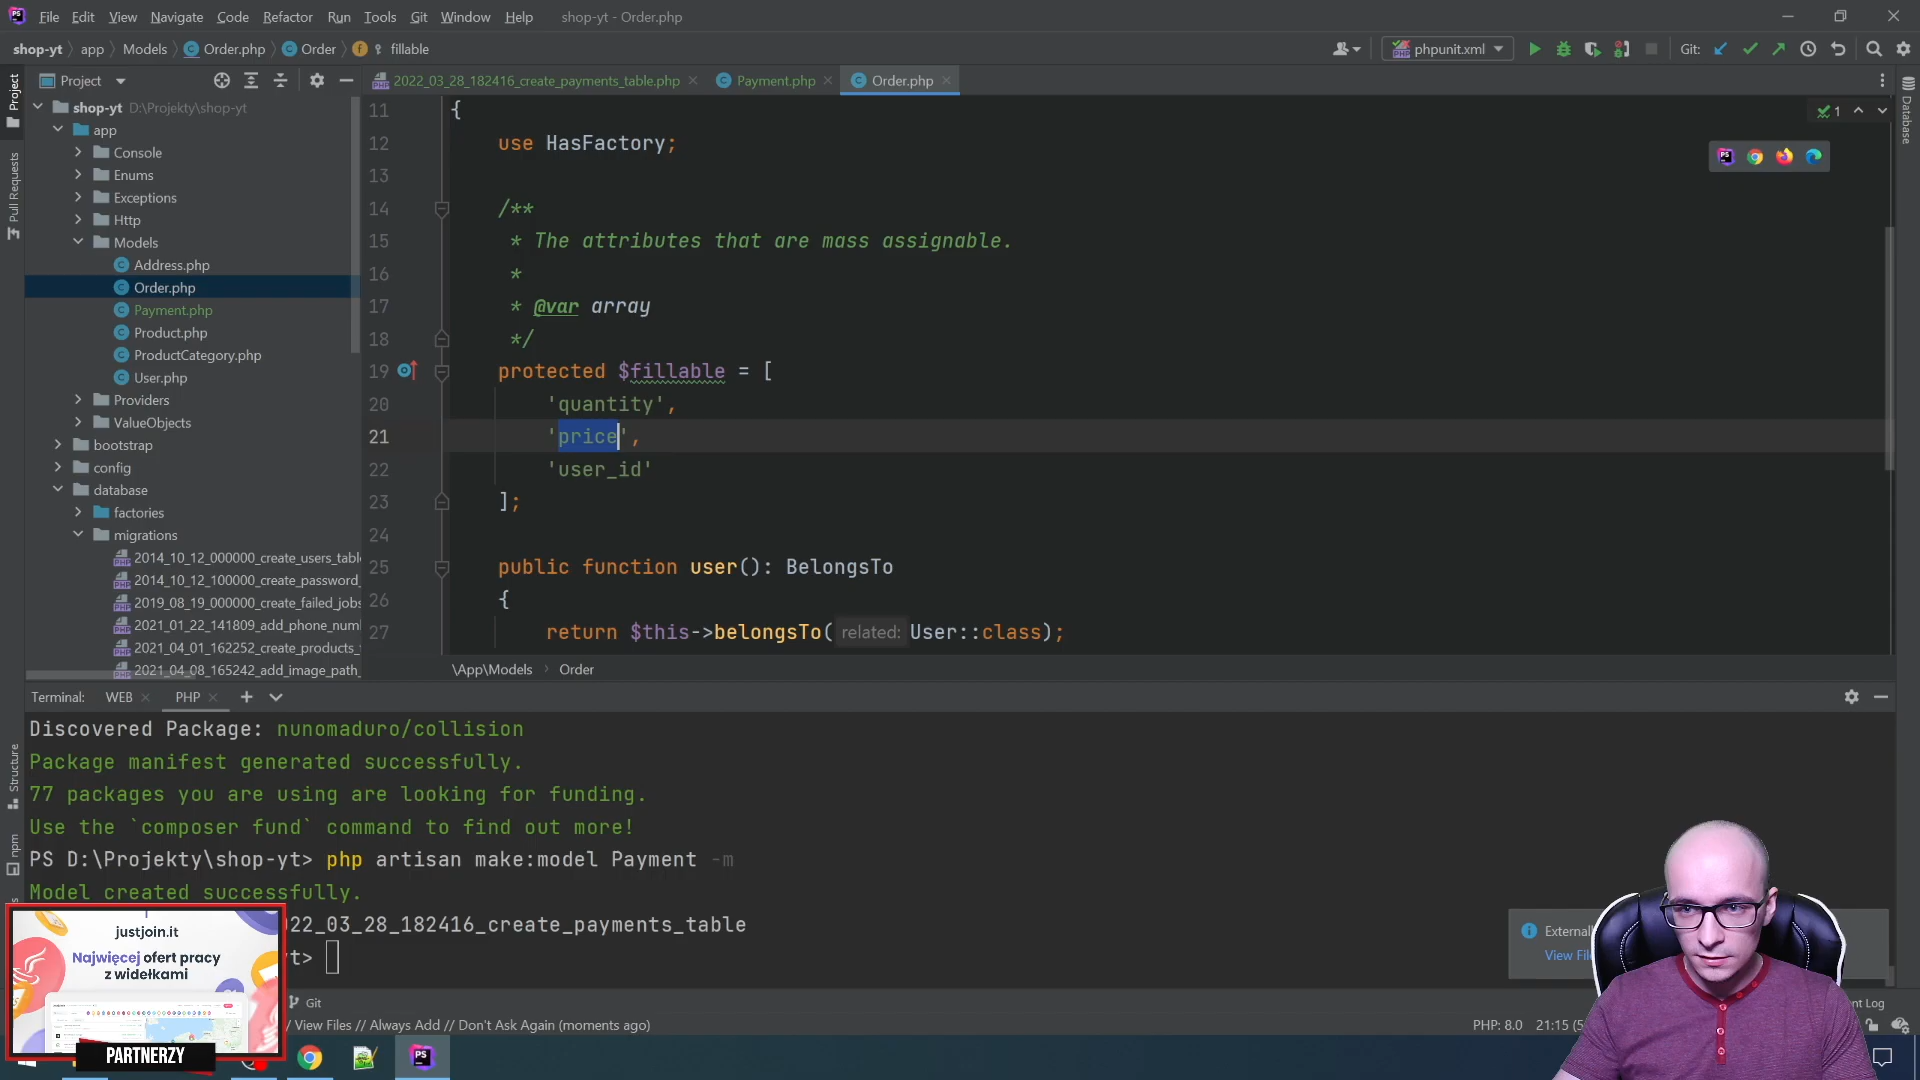 File Edit View Navigate Code Refactor Run Tools Git Window Help shop-yt - Order.php
shop-yt app Models Order.php Order fillable
phpunit.xml Git:
Project
2022_03_28_182416_create_payments_table.php Payment.php Order.php
Project
Pull Requests
Structure
npm
Database
shop-yt D:\Projekty\shop-yt
app
Console
Enums
Exceptions
Http
Models
Address.php
Order.php
Payment.php
Product.php
ProductCategory.php
User.php
Providers
ValueObjects
bootstrap
config
database
factories
migrations
2014_10_12_000000_create_users_tabl
2014_10_12_100000_create_password_
2019_08_19_000000_create_failed_jobs
2021_01_22_141809_add_phone_num
2021_04_01_162252_create_products_
2021_04_08_165242_add_image_path_
1
11 {
12 use HasFactory;
13
14 /**
15 * The attributes that are mass assignable.
16 *
17 * @var array
18 */
19 protected $fillable = [
20 'quantity',
21 'price',
22 'user_id'
23 ];
24
25 public function user(): BelongsTo
26 {
27 return $this->belongsTo( related: User::class);
\App\Models Order
Terminal: WEB PHP
Discovered Package: nunomaduro/collision
Package manifest generated successfully.
77 packages you are using are looking for funding.
Use the `composer fund` command to find out more!
PS D:\Projekty\shop-yt> php artisan make:model Payment -m
Model created successfully.
22_03_28_182416_create_payments_table
yt>
External
View File
Git
/ View Files // Always Add // Don't Ask Again (moments ago)
PHP: 8.0 21:15
nt Log
justjoin.it
Najwięcej ofert pracy
z widełkami
PARTNERZY